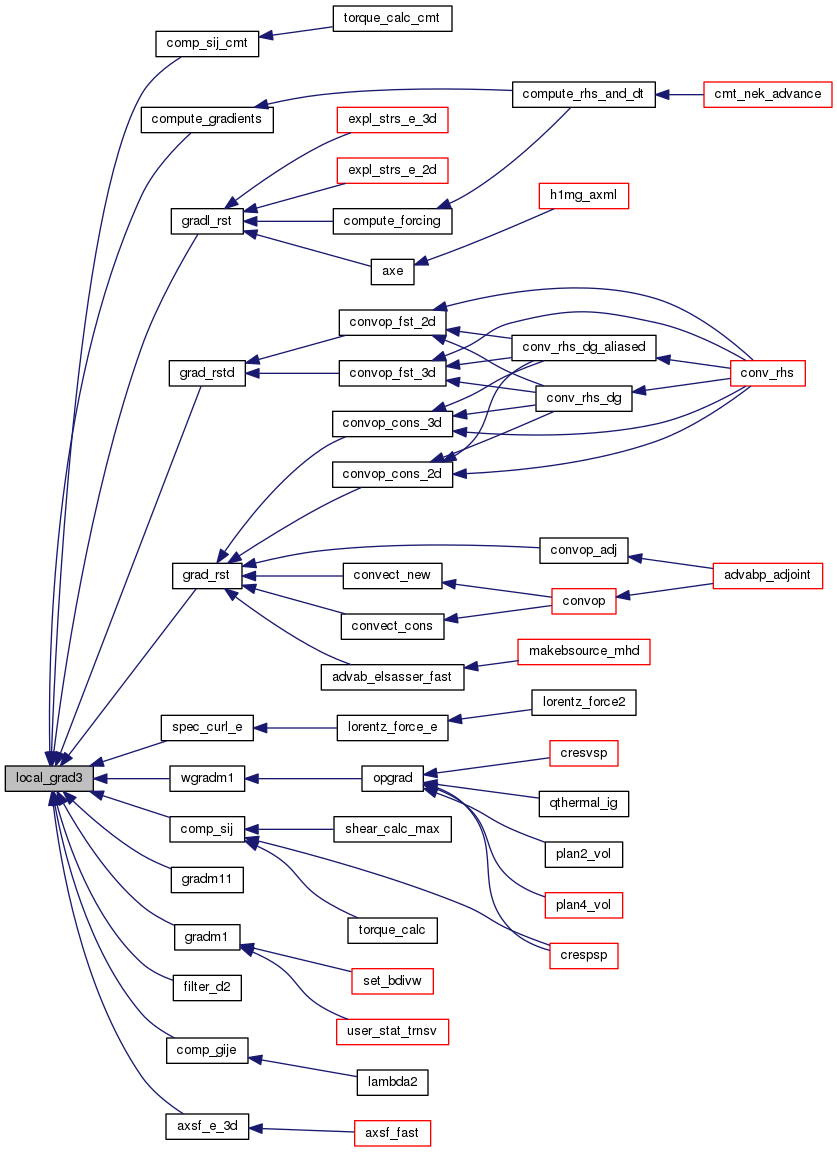 torque_calc_cmt
comp_sij_cmt
compute_rhs_and_dt
cmt_nek_advance
compute_gradients
expl_strs_e_3d
expl_strs_e_2d
h1mg_axml
gradl_rst
compute_forcing
axe
convop_fst_2d
conv_rhs_dg_aliased
grad_rstd
convop_fst_3d
conv_rhs
conv_rhs_dg
convop_cons_3d
convop_cons_2d
convop_adj
grad_rst
convect_new
advabp_adjoint
convop
convect_cons
makebsource_mhd
advab_elsasser_fast
lorentz_force2
spec_curl_e
lorentz_force_e
cresvsp
local_grad3
wgradm1
opgrad
qthermal_ig
comp_sij
shear_calc_max
plan2_vol
gradm11
plan4_vol
torque_calc
gradm1
crespsp
set_bdivw
filter_d2
user_stat_trnsv
comp_gije
lambda2
axsf_e_3d
axsf_fast